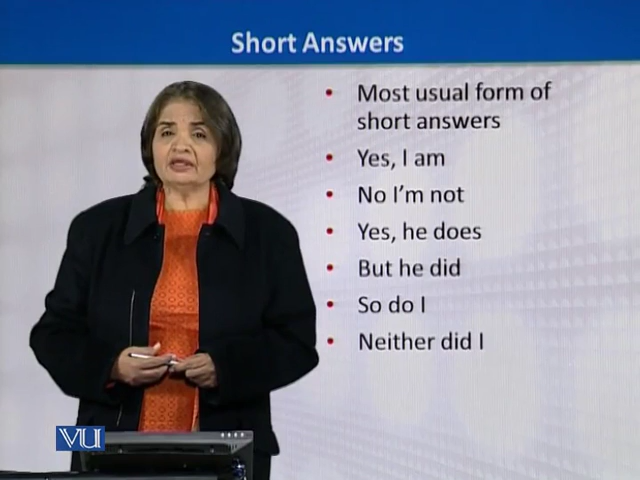 Short Answers
• Most usual form of
short answers
• Yes, I am
• No I'm not
• Yes, he does
• But he did
• So do I
• Neither did I
VU